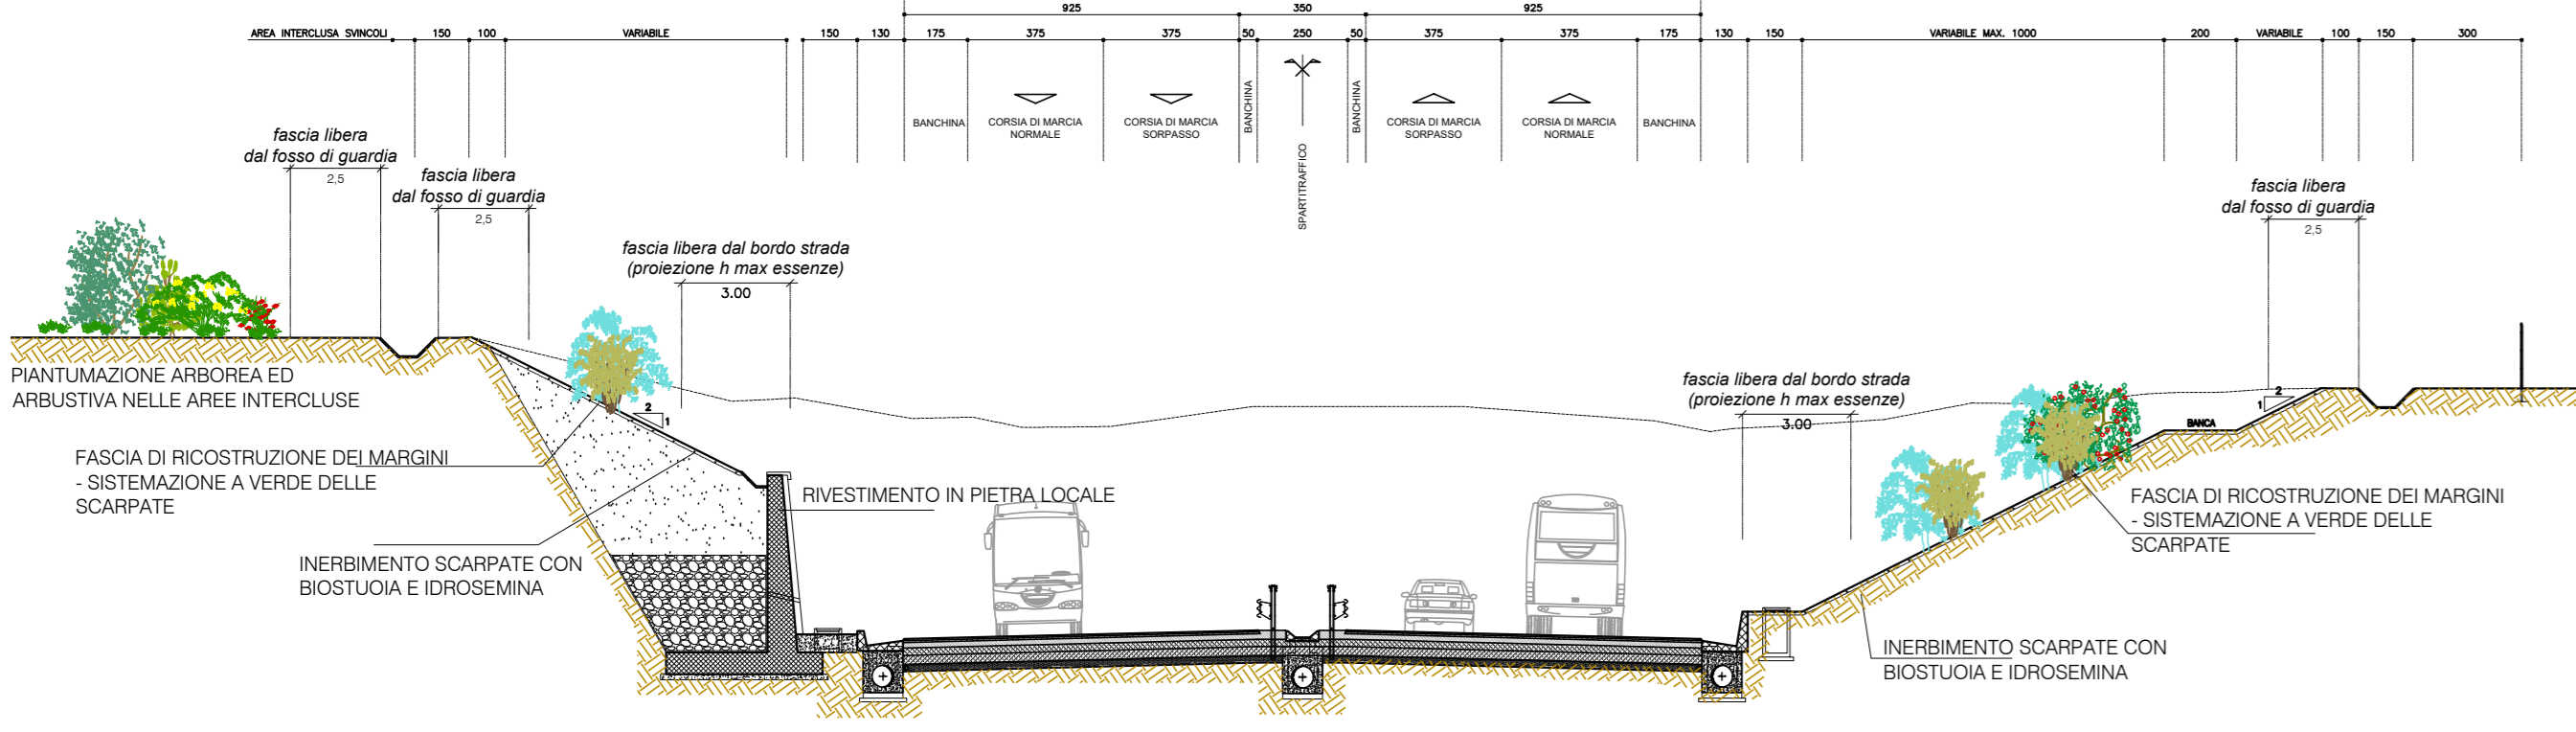 925 350 925
AREA INTERCLUSA SVINCOLI 150 100 VARIABILE 150 130 175 375 375 50 250 50 375 375 175 130 150 VARIABILE MAX. 1000 200 VARIABILE 100 150 300
BANCHINA
CORSIA DI MARCIA
NORMALE
CORSIA DI MARCIA
SORPASSO
BANCHINA
SPARTITRAFFICO
BANCHINA
CORSIA DI MARCIA
SORPASSO
CORSIA DI MARCIA
NORMALE
BANCHINA
fascia libera
dal fosso di guardia
2,5
fascia libera
dal fosso di guardia
2,5
fascia libera dal bordo strada
(proiezione h max essenze)
3.00
fascia libera
dal fosso di guardia
2,5
fascia libera dal bordo strada
(proiezione h max essenze)
3.00
PIANTUMAZIONE ARBOREA ED
ARBUSTIVA NELLE AREE INTERCLUSE
2
1
FASCIA DI RICOSTRUZIONE DEI MARGINI
- SISTEMAZIONE A VERDE DELLE
SCARPATE
INERBIMENTO SCARPATE CON
BIOSTUOIA E IDROSEMINA
RIVESTIMENTO IN PIETRA LOCALE
2
1
BANCA
FASCIA DI RICOSTRUZIONE DEI MARGINI
- SISTEMAZIONE A VERDE DELLE
SCARPATE
INERBIMENTO SCARPATE CON
BIOSTUOIA E IDROSEMINA